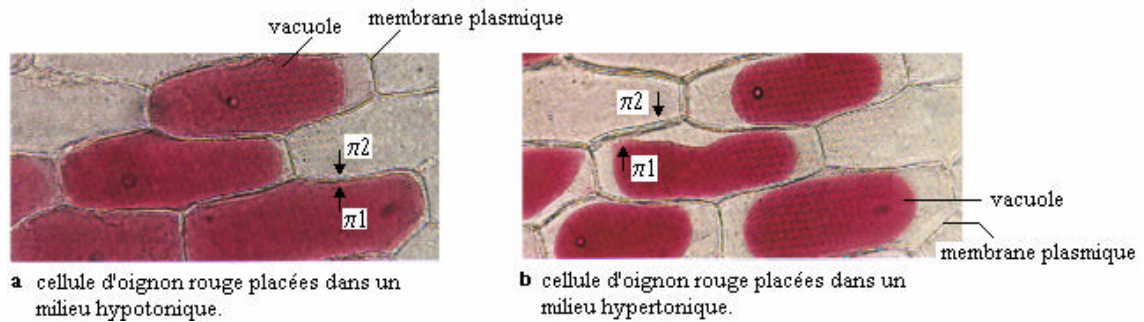 vacuole
membrane plasmique
π2
π1
a cellule d'oignon rouge placées dans un
milieu hypotonique.
π2
π1
vacuole
membrane plasmique
b cellule d'oignon rouge placées dans un
milieu hypertonique.